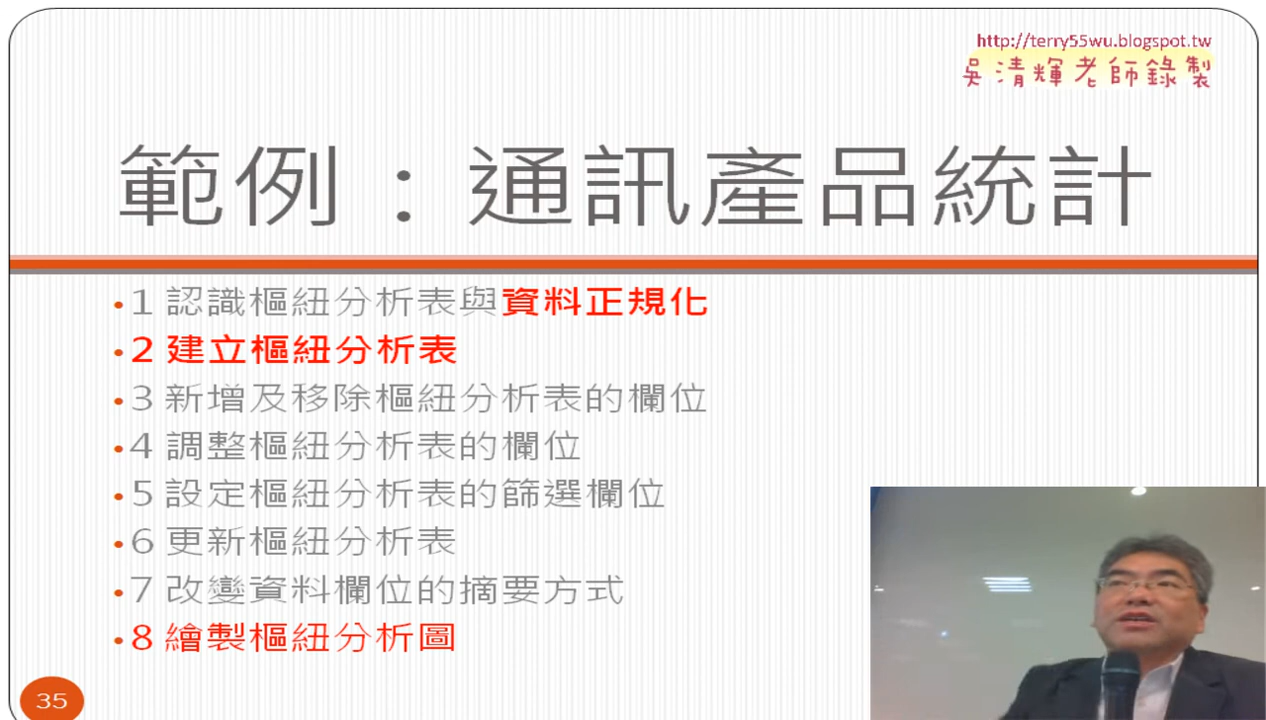 http://terry55wu.blogspot.tw
吳清輝老師錄製
範例：通訊產品統計
•1 認識樞紐分析表與資料正規化
•2 建立樞紐分析表
•3 新增及移除樞紐分析表的欄位
•4 調整樞紐分析表的欄位
•5 設定樞紐分析表的篩選欄位
•6 更新樞紐分析表
•7 改變資料欄位的摘要方式
•8 繪製樞紐分析圖
35